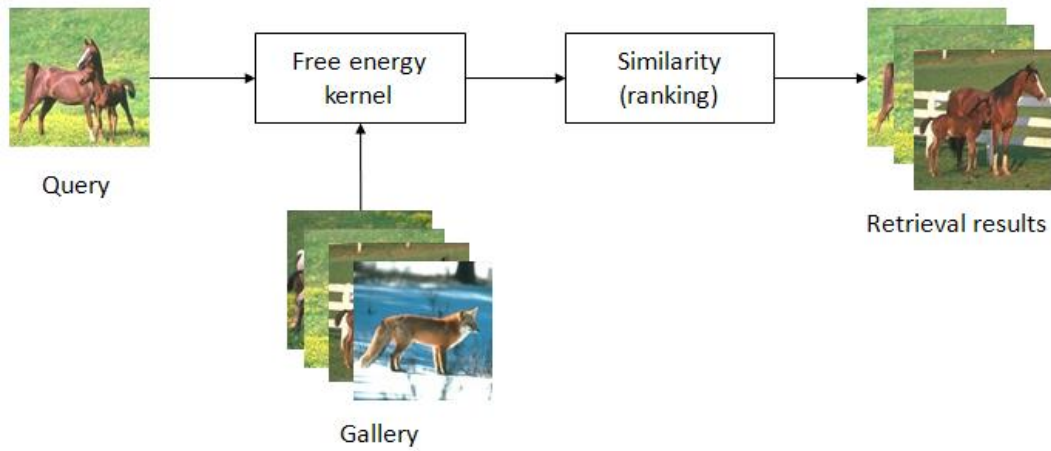 Free energy
kernel
Similarity
(ranking)
Query
Retrieval results
Gallery